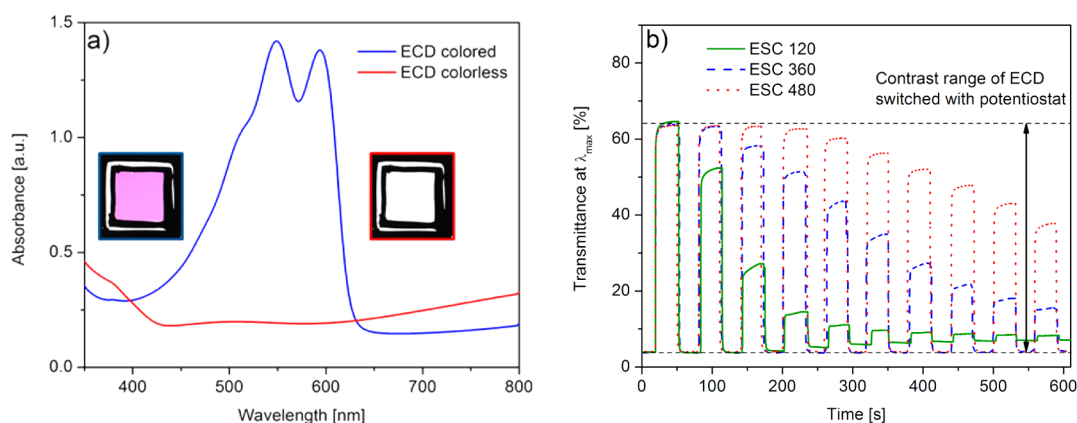 a)
ECD colored
ECD colorless
1.5
1.0
0.5
0.0
Absorbance [a.u.]
400
500
600
700
800
Wavelength [nm]
b)
ESC 120
ESC 360
ESC 480
Contrast range of ECD
switched with potentiostat
80
60
40
20
0
Transmittance at λmax [%]
0
100
200
300
400
500
600
Time [s]